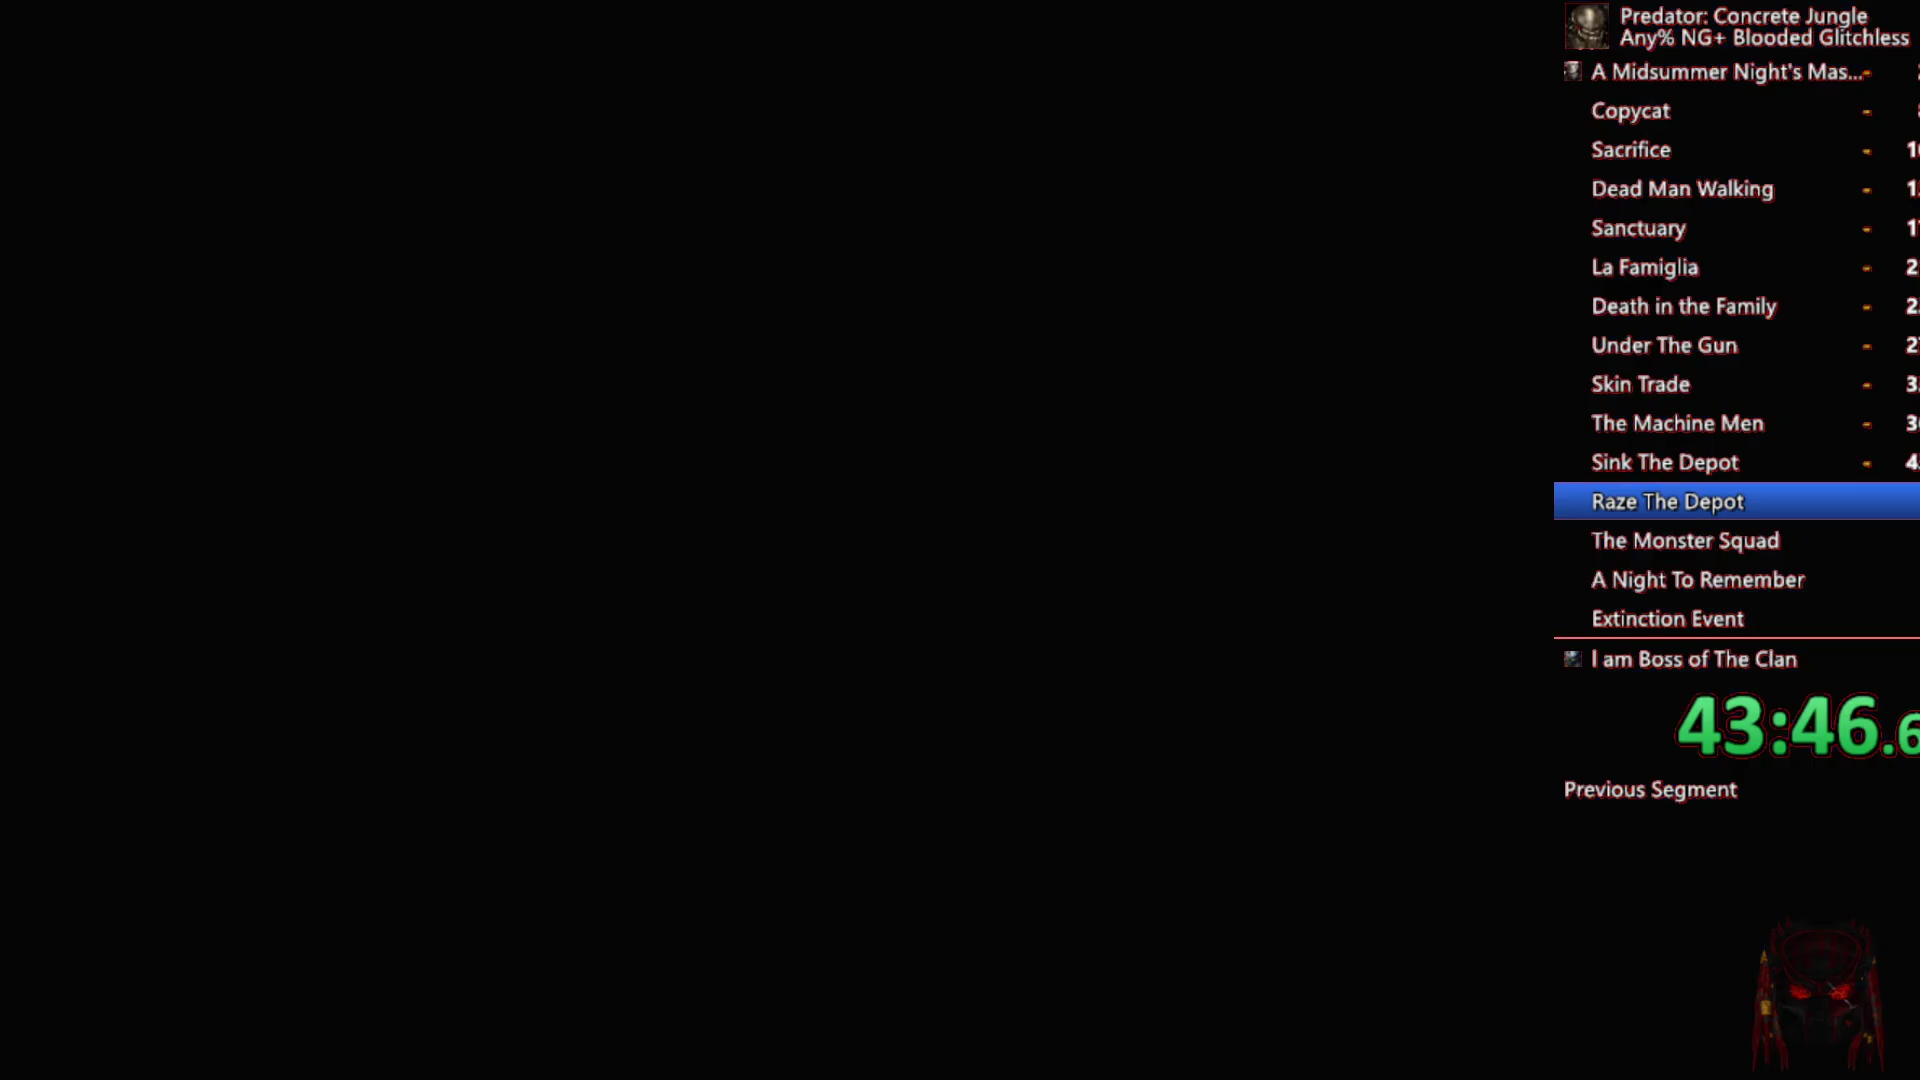 Predator: Concrete Jungle
Any% NG+ Blooded Glitchless
A Midsummer Night's Mas... -
Copycat -
Sacrifice -
Dead Man Walking -
Sanctuary -
La Famiglia -
Death in the Family -
Under The Gun -
Skin Trade -
The Machine Men -
Sink The Depot -
Raze The Depot
The Monster Squad
A Night To Remember
Extinction Event
I am Boss of The Clan
43:46.6
Previous Segment